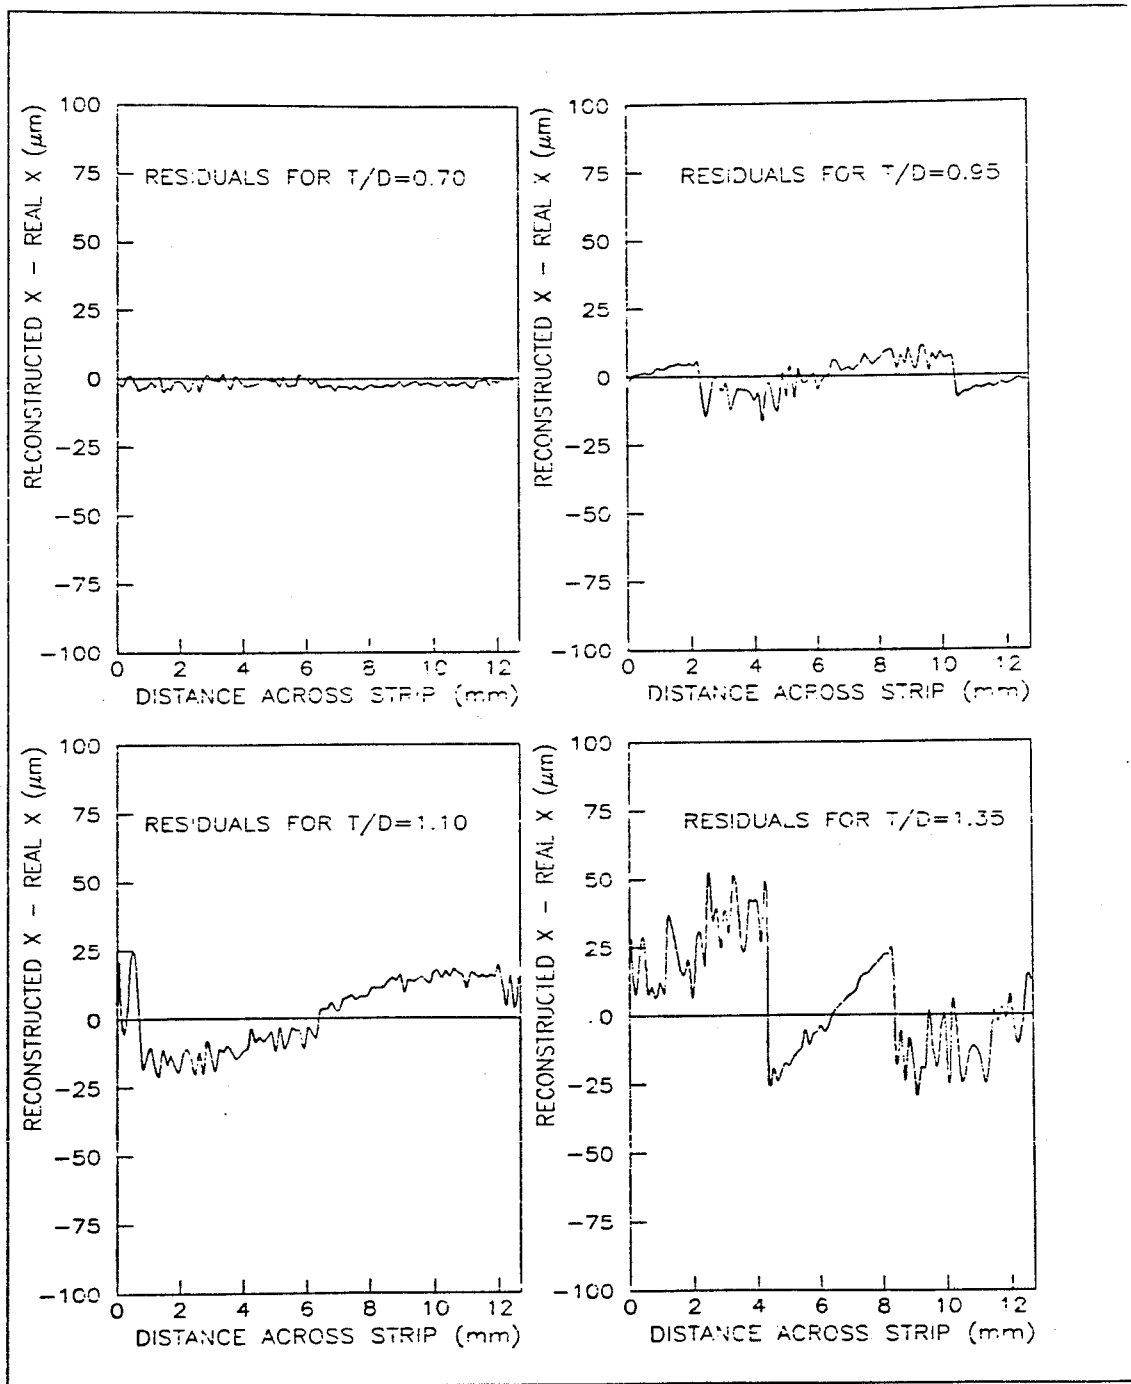 RECONSTRUCTED X - REAL X (μm)
100
75
50
25
0
-25
-50
-75
-100
RESIDUALS FOR T/D=0.70
0 2 4 6 8 10 12
DISTANCE ACROSS STRIP (mm)
RECONSTRUCTED X - REAL X (μm)
100
75
50
25
0
-25
-50
-75
-100
RESIDUALS FOR T/D=0.95
0 2 4 6 8 10 12
DISTANCE ACROSS STRIP (mm)
RECONSTRUCTED X - REAL X (μm)
100
75
50
25
0
-25
-50
-75
-100
RESIDUALS FOR T/D=1.10
0 2 4 6 8 10 12
DISTANCE ACROSS STRIP (mm)
RECONSTRUCTED X - REAL X (μm)
100
75
50
25
0
-25
-50
-75
-100
RESIDUALS FOR T/D=1.35
0 2 4 6 8 10 12
DISTANCE ACROSS STRIP (mm)